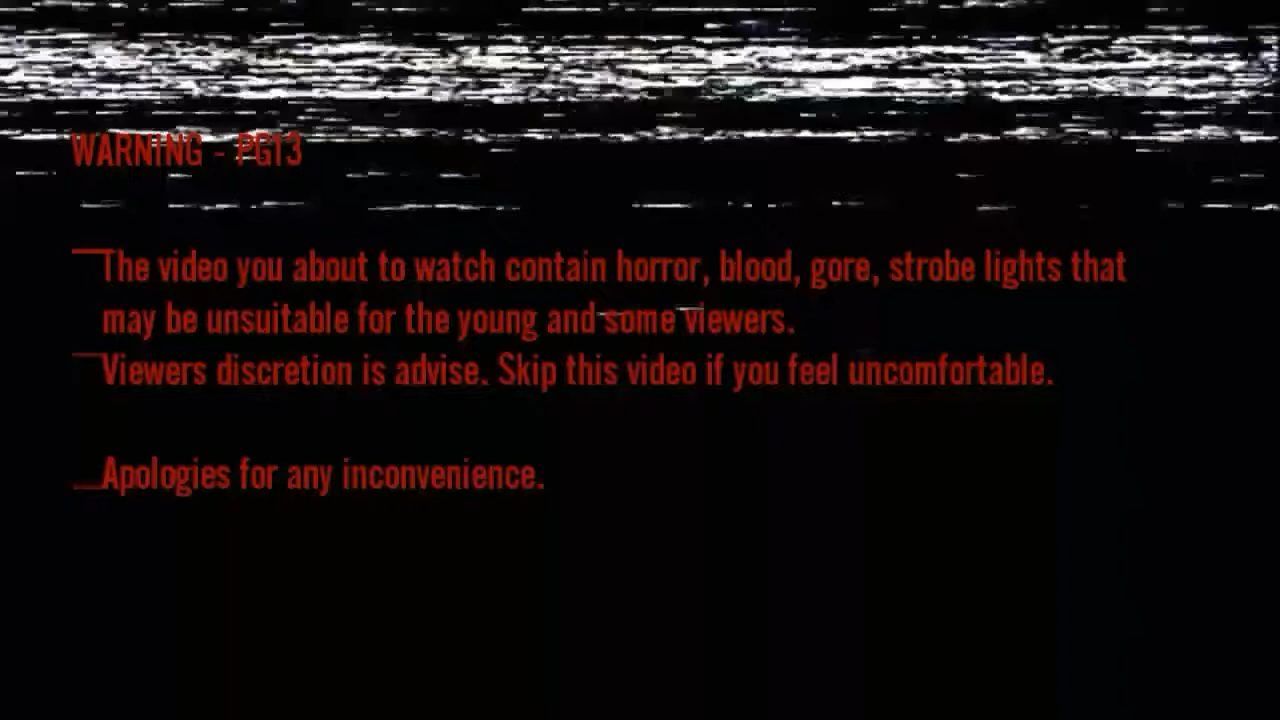 WARNING - PG13
The video you about to watch contain horror, blood, gore, strobe lights that
may be unsuitable for the young and some viewers.
Viewers discretion is advise. Skip this video if you feel uncomfortable.
Apologies for any inconvenience.